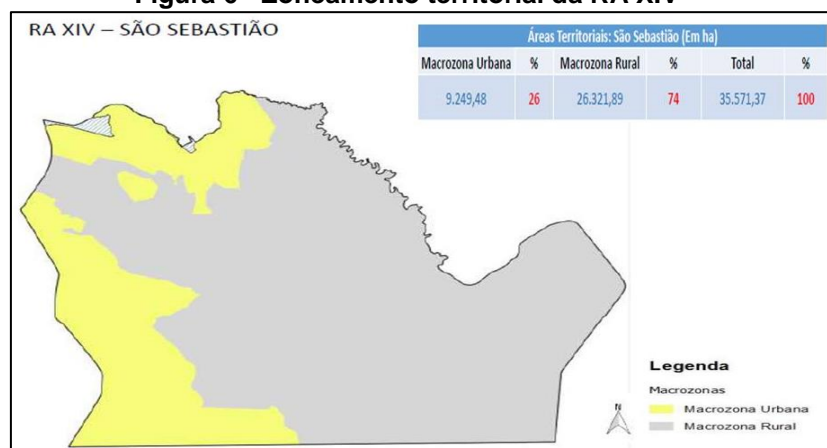 RA XIV – SÃO SEBASTIÃO
Áreas Territoriais: São Sebastião (Em ha)
Macrozona Urbana % Macrozona Rural % Total %
9.249,48 26 26.321,89 74 35.571,37 100
Legenda
Macrozonas
N
Macrozona Urbana
Macrozona Rural